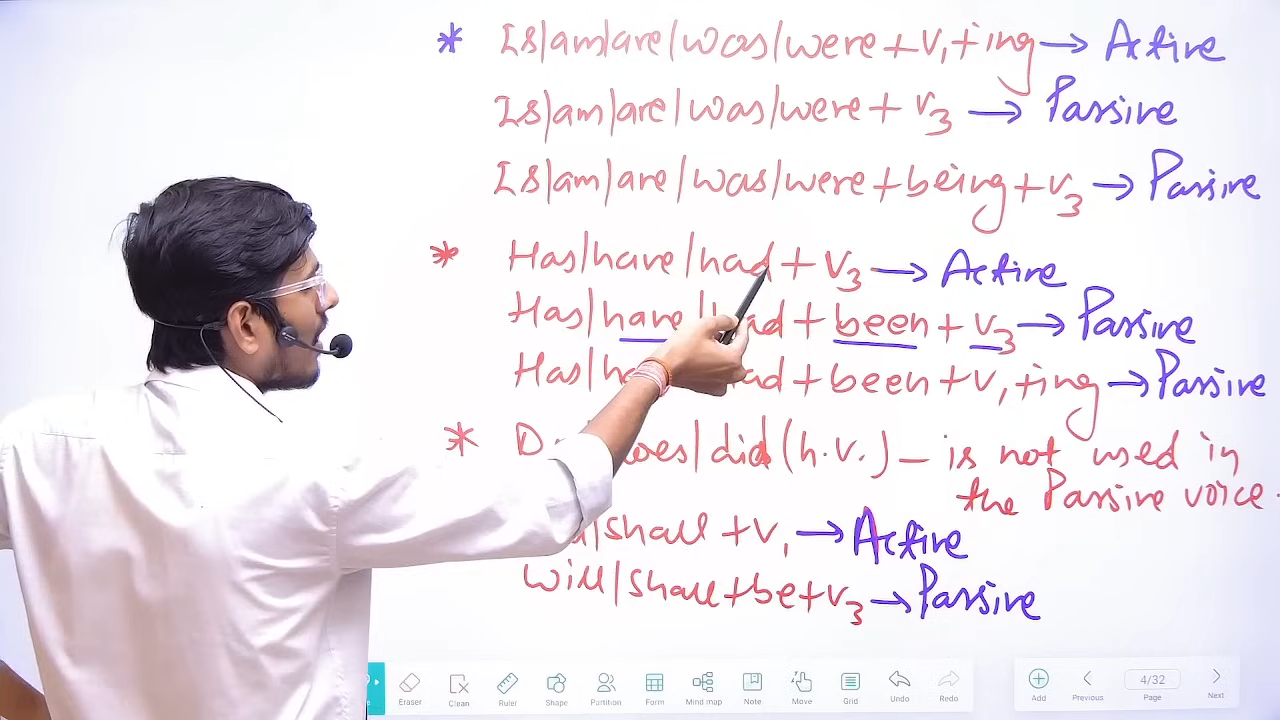 * Is/am/are/was/were + V1 + ing → Active
Is/am/are/was/were + V3 → Passive
Is/am/are/was/were + being + V3 → Passive
* Has/have/had + V3 → Active
Has/have/had + been + V3 → Passive
Has/ had + been + V1 + ing → Passive
* does/did (h.v.) – is not used in
the Passive voice.
/shall + V1 → Active
Will/shall + be + V3 → Passive
Eraser Clean Ruler Shape Partition Form Mind map Note Move Grid Undo Redo Add Previous 4/32 Page Next